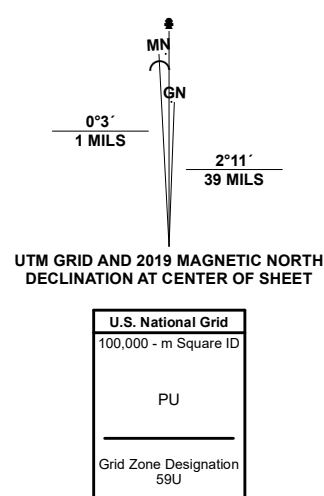 MN
GN
0°3´
1 MILS
2°11´
39 MILS
UTM GRID AND 2019 MAGNETIC NORTH
DECLINATION AT CENTER OF SHEET
U.S. National Grid
100,000 - m Square ID
PU
Grid Zone Designation
59U